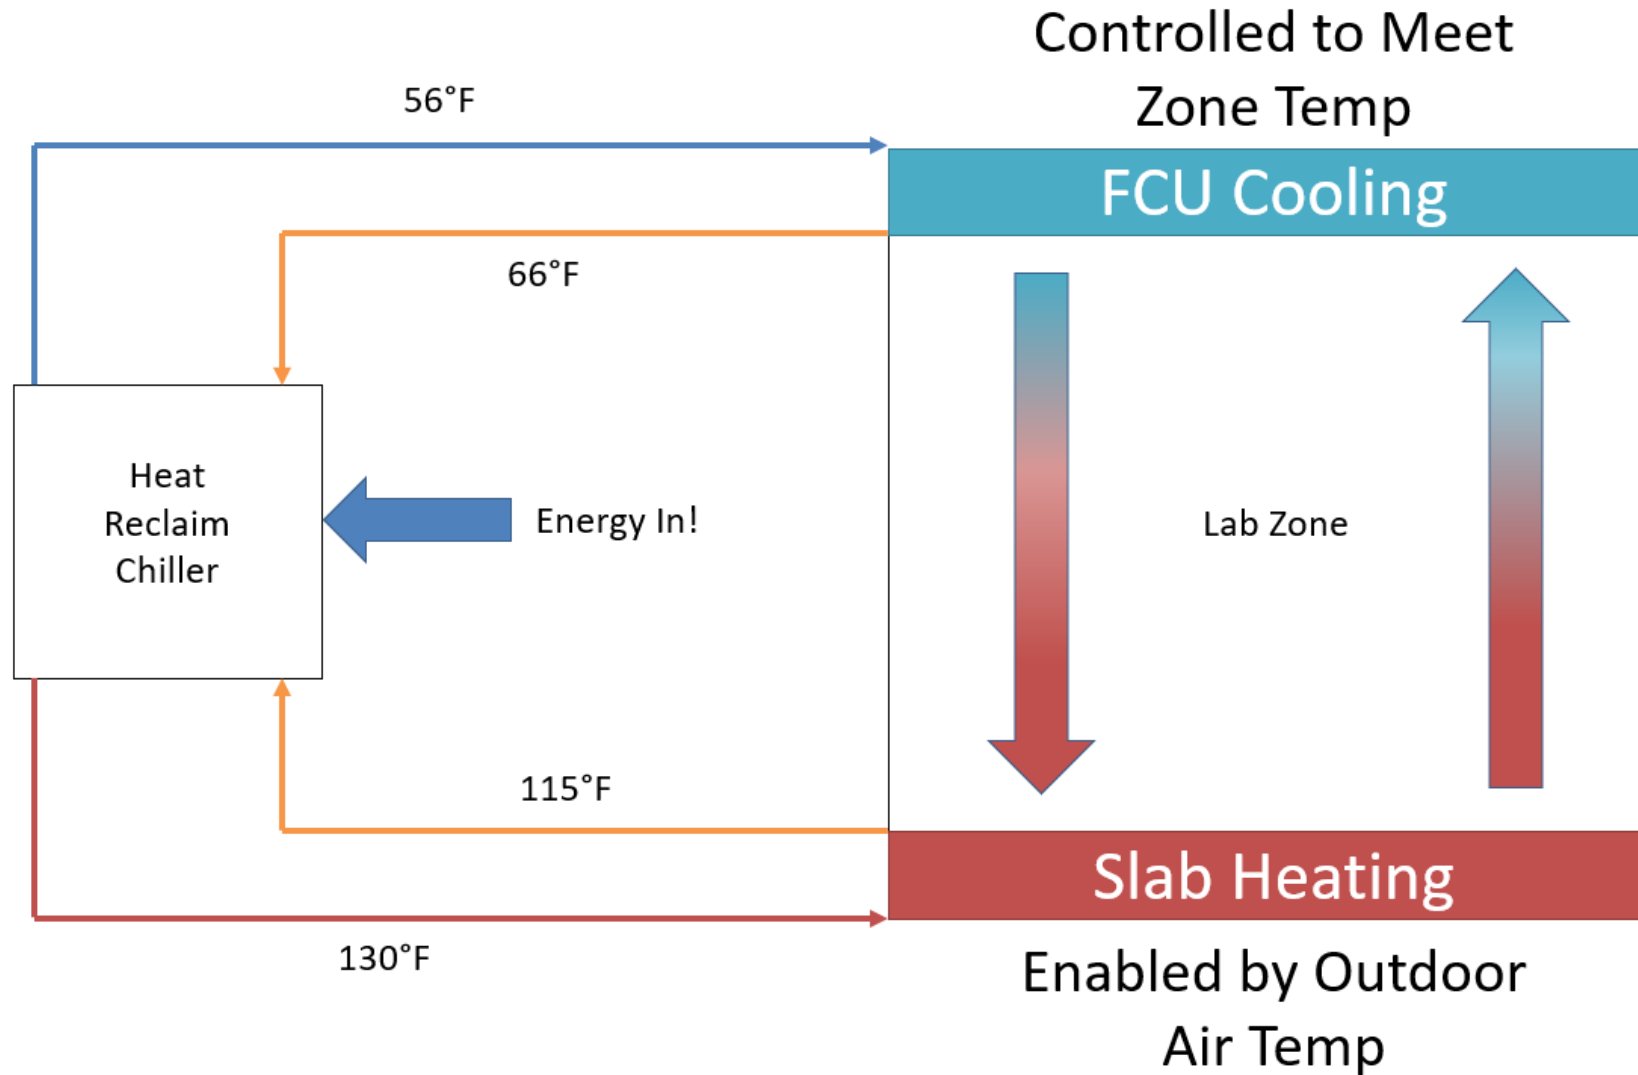 Controlled to Meet
Zone Temp
56°F
FCU Cooling
66°F
Heat
Reclaim
Chiller
Energy In!
Lab Zone
115°F
Slab Heating
130°F
Enabled by Outdoor
Air Temp